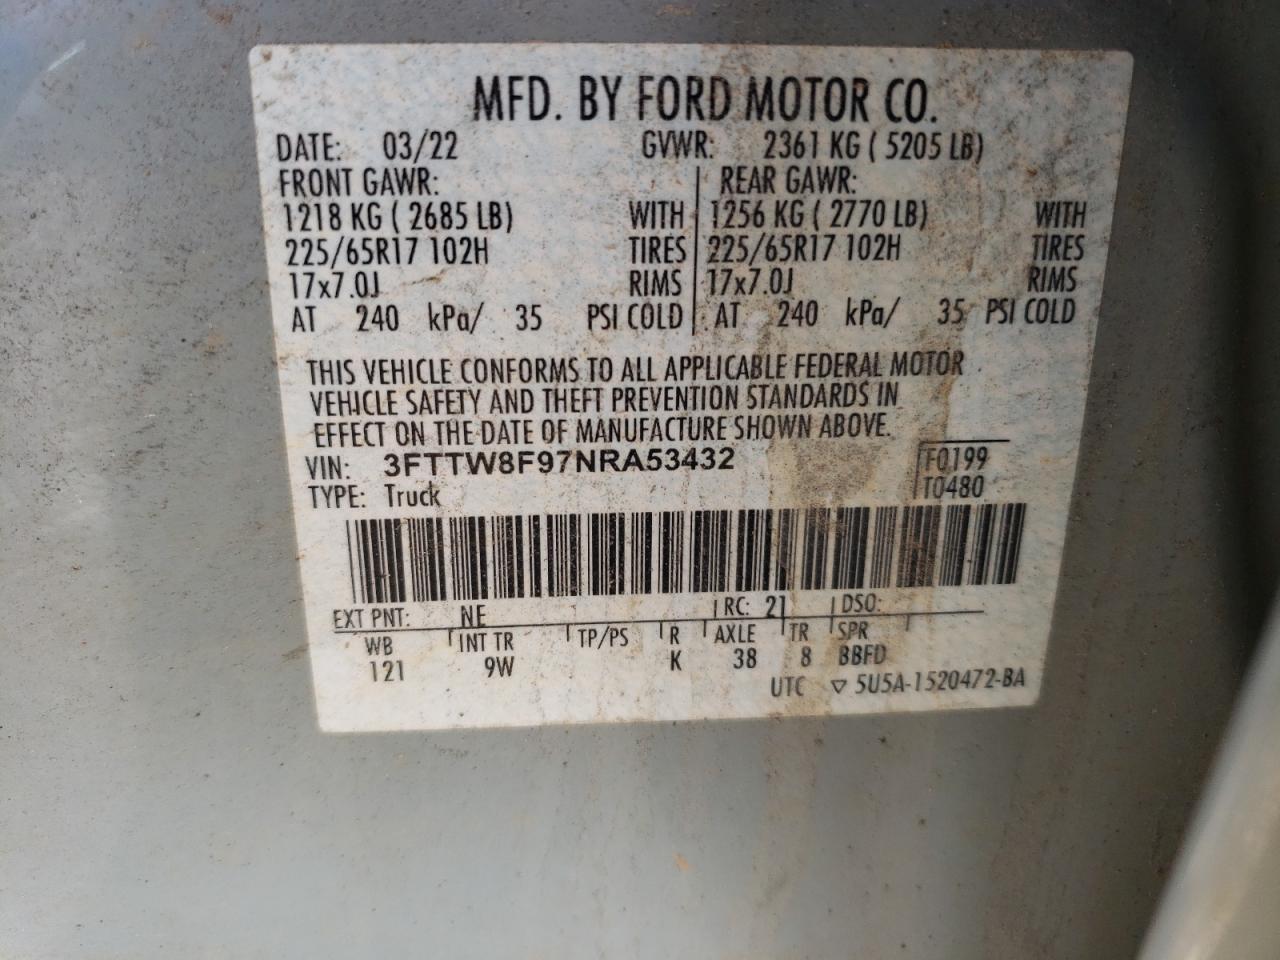 MFD. BY FORD MOTOR CO.
DATE: 03/22 GVWR: 2361 KG ( 5205 LB)
FRONT GAWR: REAR GAWR:
1218 KG ( 2685 LB) WITH 1256 KG ( 2770 LB) WITH
225/65R17 102H TIRES 225/65R17 102H TIRES
17x7.0J RIMS 17x7.0J RIMS
AT 240 kPa/ 35 PSI COLD AT 240 kPa/ 35 PSI COLD
THIS VEHICLE CONFORMS TO ALL APPLICABLE FEDERAL MOTOR
VEHICLE SAFETY AND THEFT PREVENTION STANDARDS IN
EFFECT ON THE DATE OF MANUFACTURE SHOWN ABOVE.
VIN: 3FTTW8F97NRA53432 F0199
TYPE: Truck T0480
EXT PNT: NE RC: 21 DSO:
WB INT TR TP/PS R AXLE TR SPR
121 9W K 38 8 BBFD
UTC ▽ 5U5A-1520472-BA